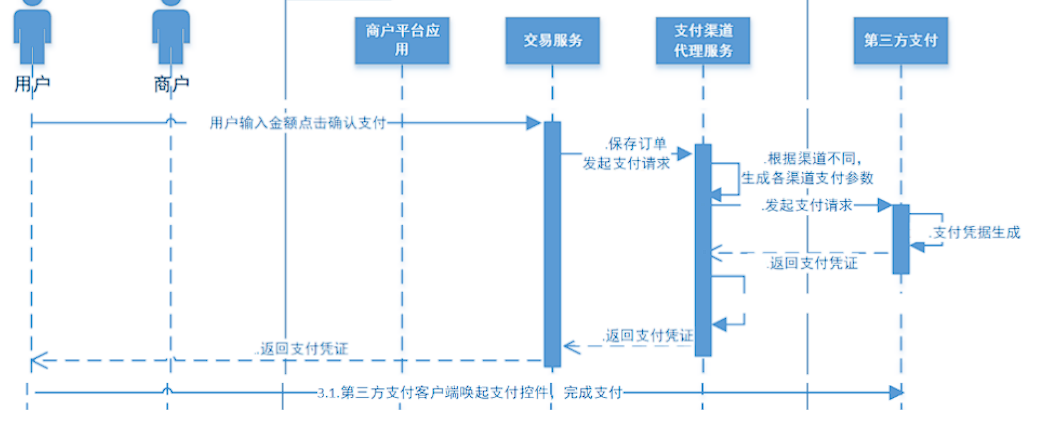 商户平台应
用
交易服务
支付渠道
代理服务
第三方支付
用户
商户
用户输入金额点击确认支付
.保存订单
发起支付请求
.根据渠道不同,
生成各渠道支付参数
.发起支付请求
.支付凭据生成
.返回支付凭证
.返回支付凭证
.返回支付凭证
3.1.第三方支付客户端唤起支付控件,完成支付